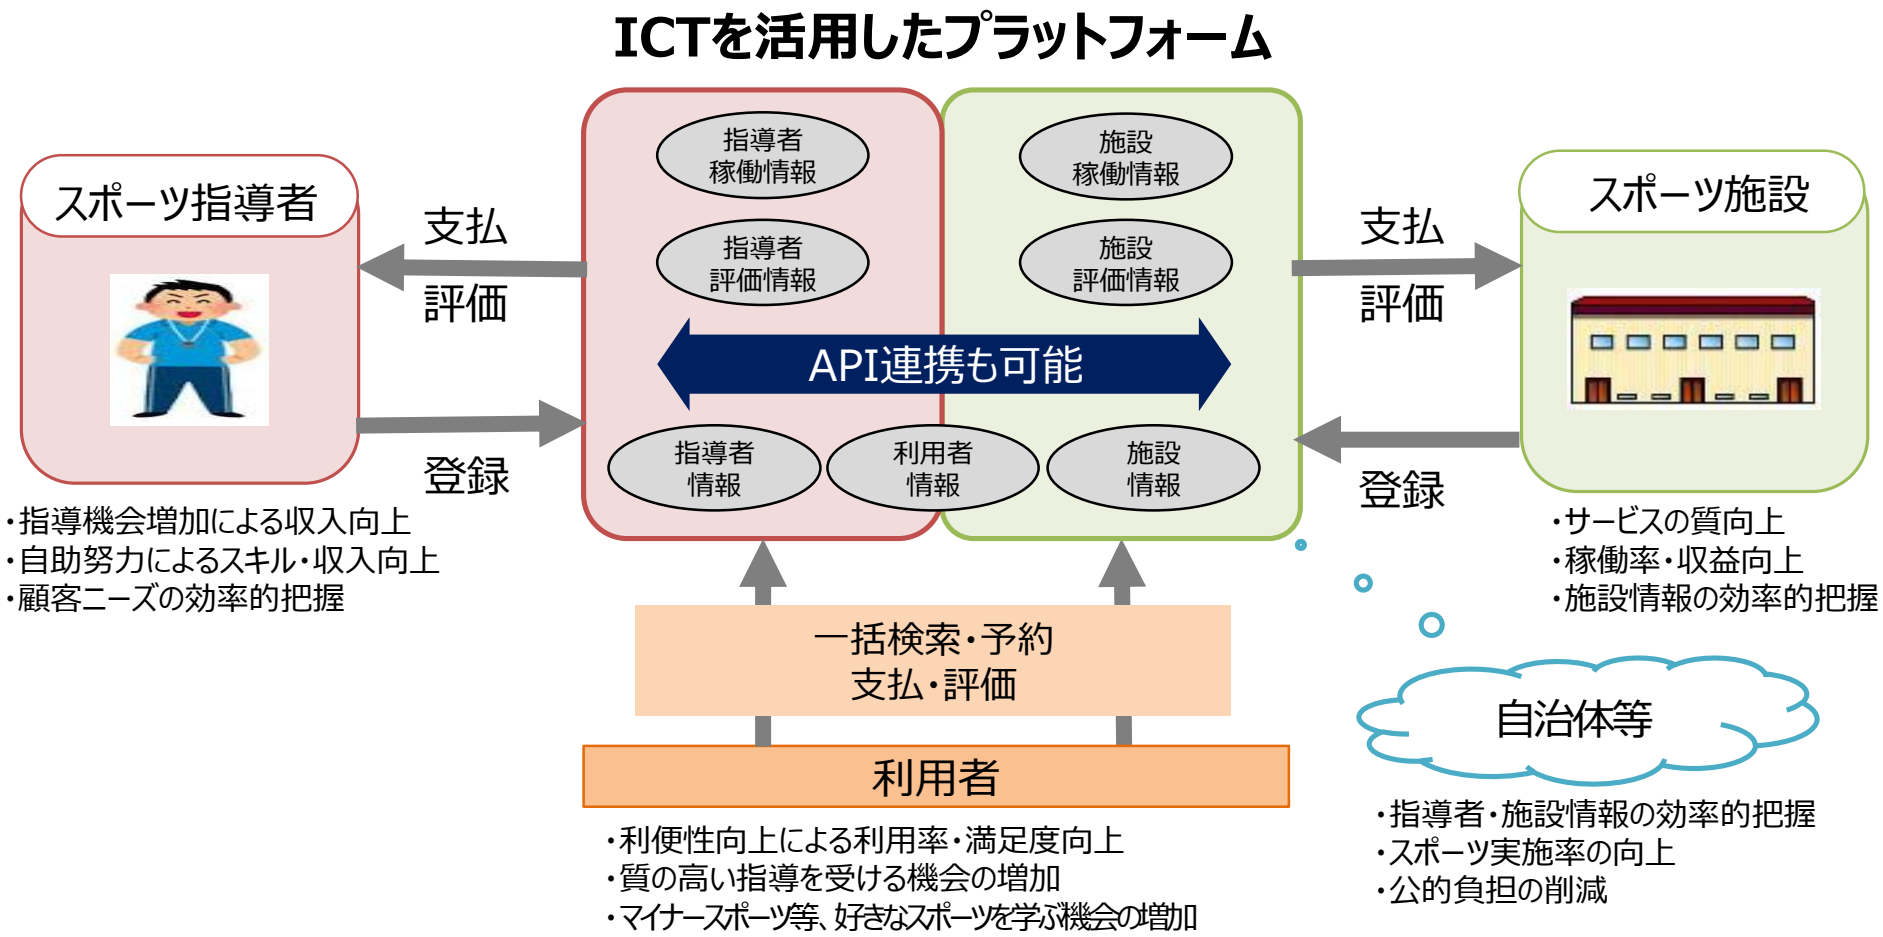 ICTを活用したプラットフォーム
スポーツ指導者
支払
評価
登録
・指導機会増加による収入向上
・自助努力によるスキル・収入向上
・顧客ニーズの効率的把握
指導者
稼働情報
指導者
評価情報
施設
稼働情報
施設
評価情報
API連携も可能
指導者
情報
利用者
情報
施設
情報
支払
評価
登録
スポーツ施設
・サービスの質向上
・稼働率・収益向上
・施設情報の効率的把握
一括検索・予約
支払・評価
利用者
・利便性向上による利用率・満足度向上
・質の高い指導を受ける機会の増加
・マイナースポーツ等、好きなスポーツを学ぶ機会の増加
自治体等
・指導者・施設情報の効率的把握
・スポーツ実施率の向上
・公的負担の削減